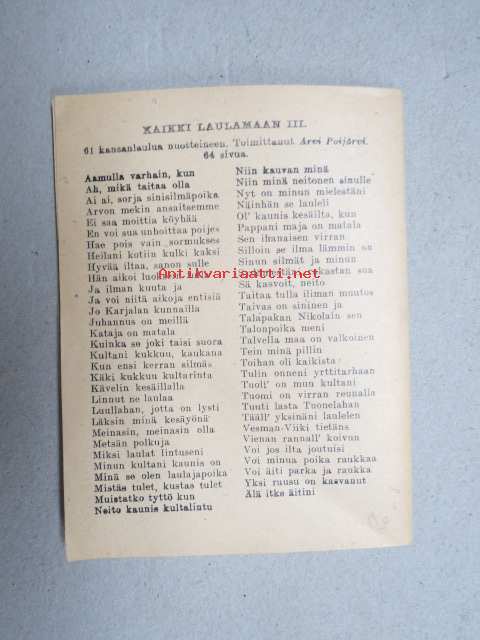 KAIKKI LAULAMAAN III.
61 kansanlaulua nuotteineen. Toimittanut Arvi Poijärvi.
64 sivua.
Aamulla varhain, kun
Ah, mikä taitaa olla
Ai ai, sorja sinisilmäpoika
Arvon mekin ansaitsemme
Ei saa moittia köyhää
En voi sua unhoittaa poijes
Hae pois vain sormukses
Heilani kotiin kulki kaksi
Hyvää iltaa, sanon sulle
Hän aikoi
Ja ilman kuuta ja
Ja voi niitä aikoja entisiä
Jo Karjalan kunnailla
Juhannus on meillä
Kataja on matala
Kuinka se joki taisi suora
Kultani kukkuu, kaukana
Kun ensi kerran silmäs
Käki kukkuu kultarinta
Kävelin kesäillalla
Linnut ne laulaa
Luullahan, jotta on lysti
Läksin minä kesäyönä
Meinasin, meinasin olla
Metsän polkuja
Miksi laulat lintuseni
Minun kultani kaunis on
Minä se olen laulajapoika
Mistäs tulet, kustas tulet
Muistatko tyttö kun
Neito kaunis kultalintu
Niin kauvan minä
Niin minä neitonen sinulle
Nyt on minun mielestäni
Näinhän se lauleli
Ol' kaunis kesäilta, kun
Pappani maja on matala
Sen ihanaisen virran
Silloin se ilma lämmin on
Sinun silmät ja minun
sua
Sä kasvoit, neito
Taitaa tulla iliman muutos
Taivas on sininen ja
Talapakan Nikolain sen
Talonpoika meni
Talvella maa on valkoinen
Tein minä pillin
Toihan oli kaikista
Tulin onneni yrttitarhaan
Tuoli' on mun kultani
Tuomi on virran reunalla
Tuuti lasta Tuonelahan
Tääll' yksinäni laulelen
Vesman-Viiki tietäns
Vienan rannall' koivun
Voi jos ilta joutuisi
Voi minua poika raukkaa
Voi äiti parka ja raukka
Yksi ruusu on kasvanut
Älä itke äitini
Antikvariaatti.net